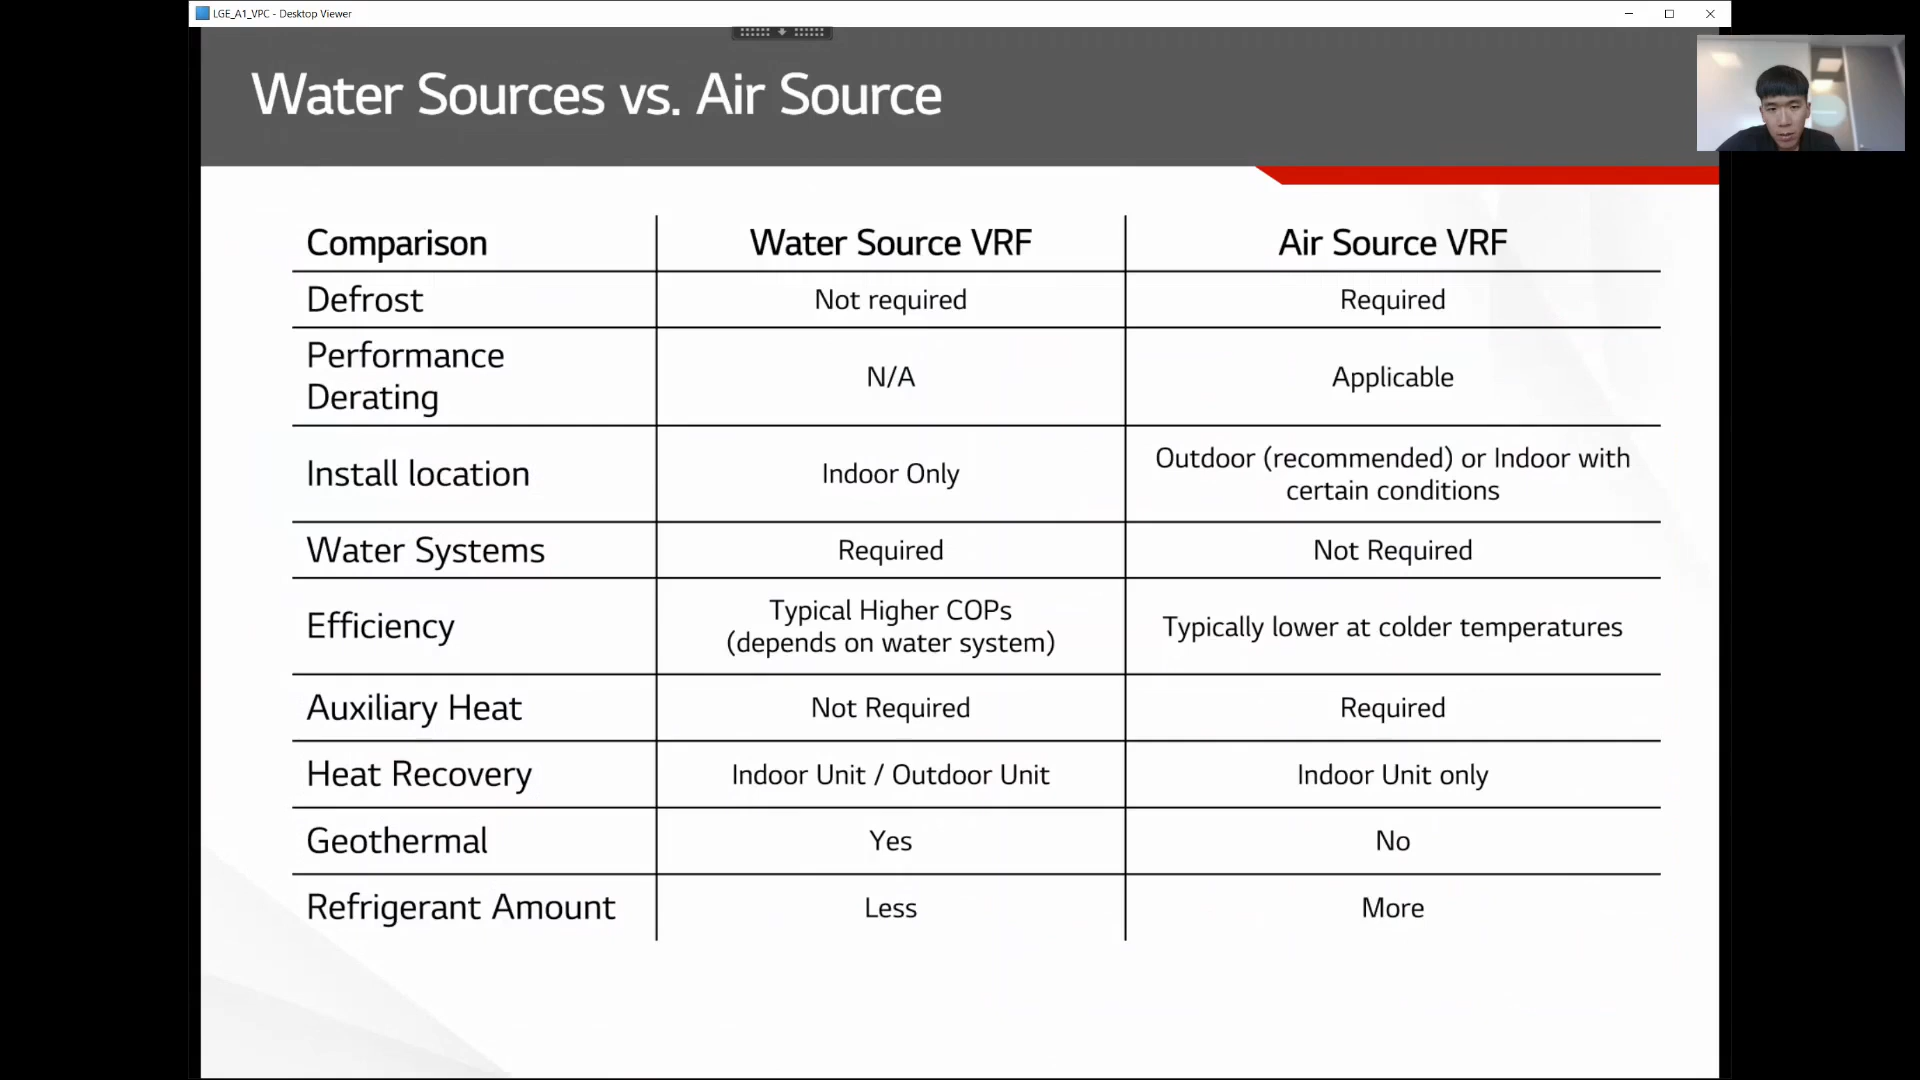 LGE_A1_VPC - Desktop Viewer
Water Sources vs. Air Source
Comparison
Water Source VRF
Air Source VRF
Defrost
Not required
Required
Performance
Derating
N/A
Applicable
Install location
Indoor Only
Outdoor (recommended) or Indoor with
certain conditions
Water Systems
Required
Not Required
Efficiency
Typical Higher COPs
(depends on water system)
Typically lower at colder temperatures
Auxiliary Heat
Not Required
Required
Heat Recovery
Indoor Unit / Outdoor Unit
Indoor Unit only
Geothermal
Yes
No
Refrigerant Amount
Less
More